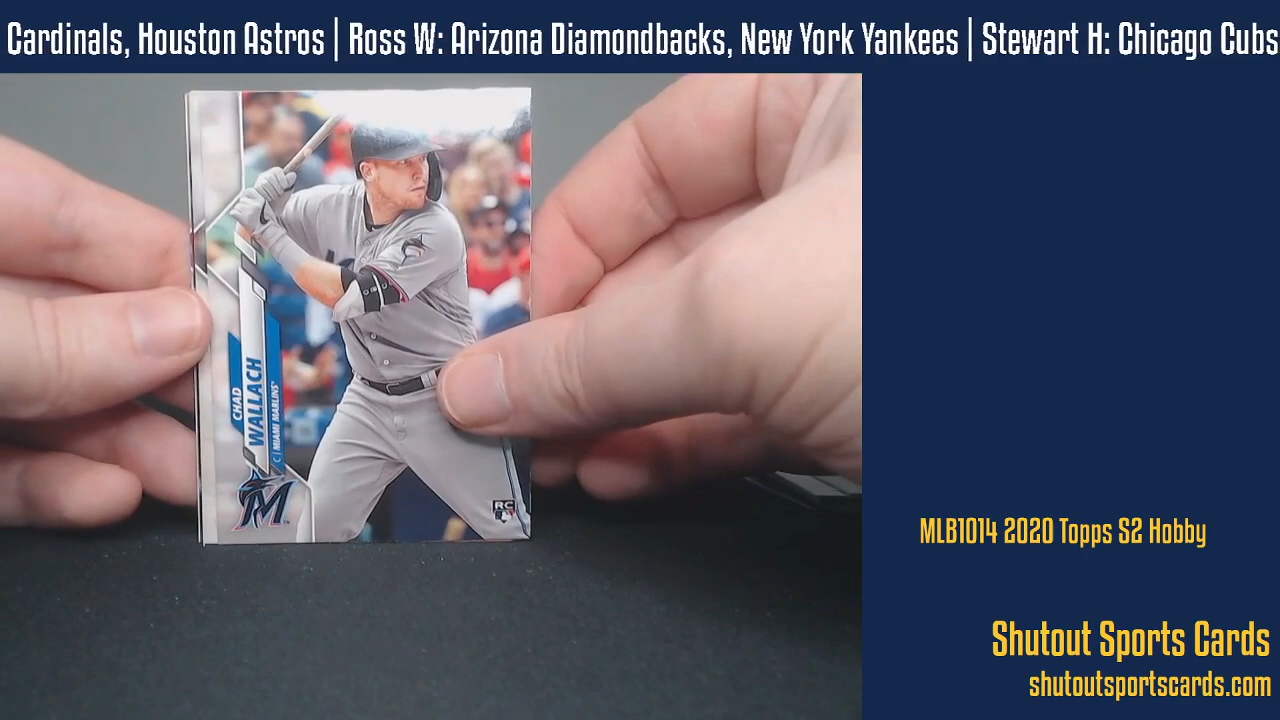 Cardinals, Houston Astros | Ross W: Arizona Diamondbacks, New York Yankees | Stewart H: Chicago Cubs
CHAD
WALLACH
C | MIAMI MARLINS
M
RC
MLB1014 2020 Topps S2 Hobby
Shutout Sports Cards
shutoutsportscards.com